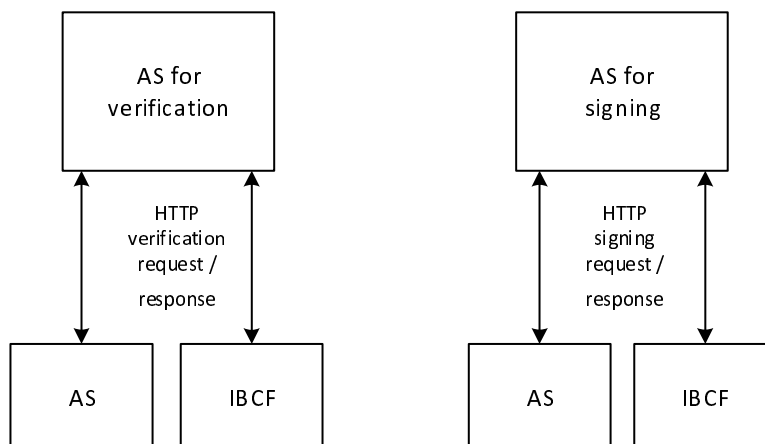 AS for
verification
HTTP
verification
request /
response
AS
IBCF
AS for
signing
HTTP
signing
request /
response
AS
IBCF